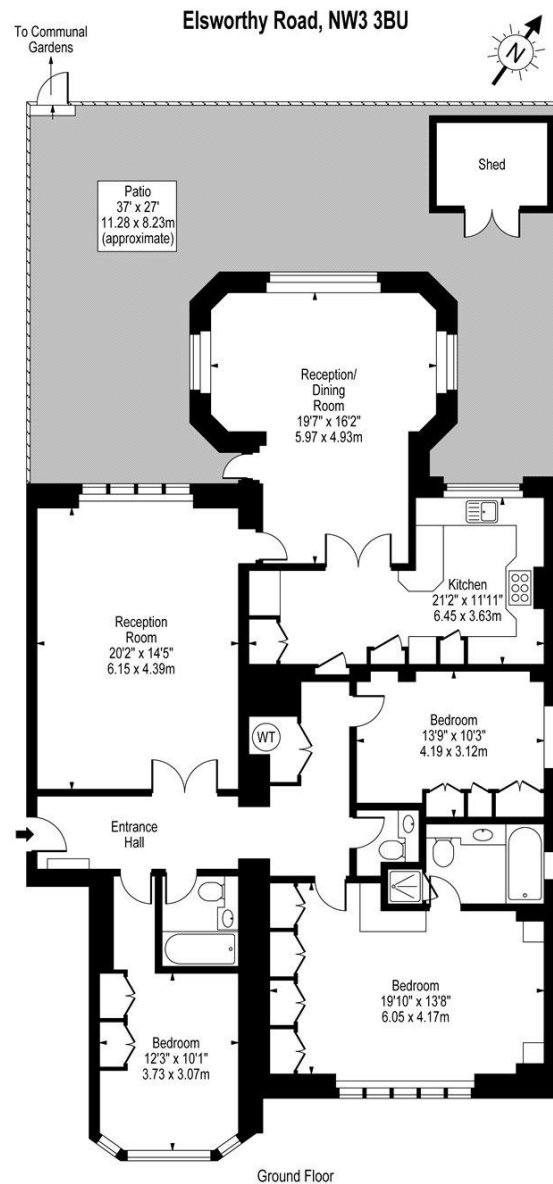 Elsworthy Road, NW3 3BU
To Communal
Gardens
N
Shed
Patio
37' x 27'
11.28 x 8.23m
(approximate)
Reception/
Dining
Room
19'7" x 16'2"
5.97 x 4.93m
Kitchen
21'2" x 11'11"
6.45 x 3.63m
Reception
Room
20'2" x 14'5"
6.15 x 4.39m
Bedroom
13'9" x 10'3"
4.19 x 3.12m
WT
Entrance
Hall
Bedroom
19'10" x 13'8"
6.05 x 4.17m
Bedroom
12'3" x 10'1"
3.73 x 3.07m
Ground Floor